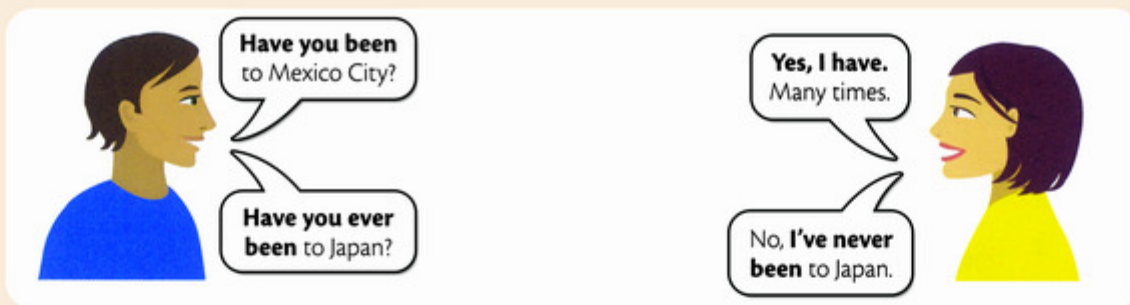 Have you been
to Mexico City?
Yes, I have.
Many times.
Have you ever
been to Japan?
No, I've never
been to Japan.